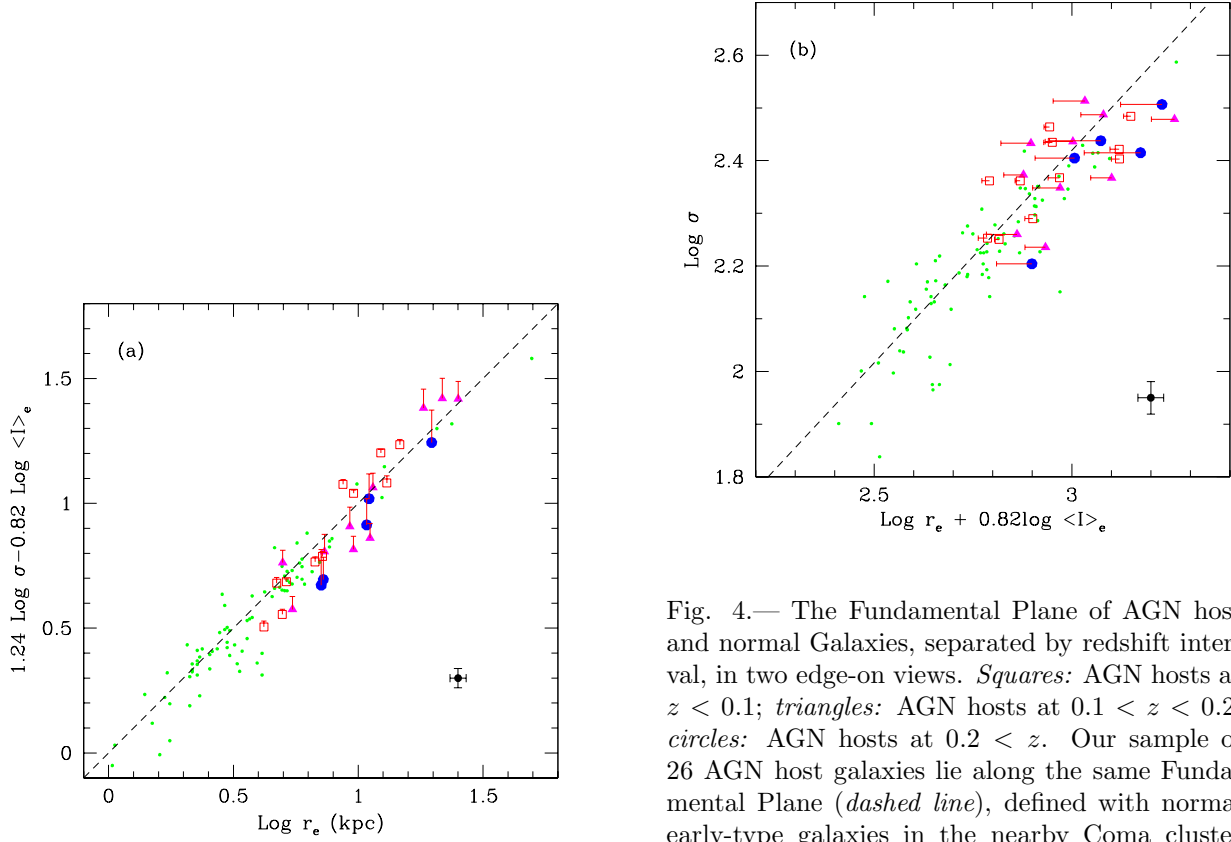 (b)
2.6
2.4
2.2
2
1.8
Log σ
2.5
3
Log r_e + 0.82log <I>_e
(a)
1.5
1
0.5
0
1.24 Log σ−0.82 Log <I>_e
0
0.5
1
1.5
Log r_e (kpc)
Fig. 4.— The Fundamental Plane of AGN host
and normal Galaxies, separated by redshift inter
val, in two edge-on views. Squares: AGN hosts a
z < 0.1; triangles: AGN hosts at 0.1 < z < 0.2
circles: AGN hosts at 0.2 < z. Our sample o
26 AGN host galaxies lie along the same Funda
mental Plane (dashed line), defined with norma
early-type galaxies in the nearby Coma cluste